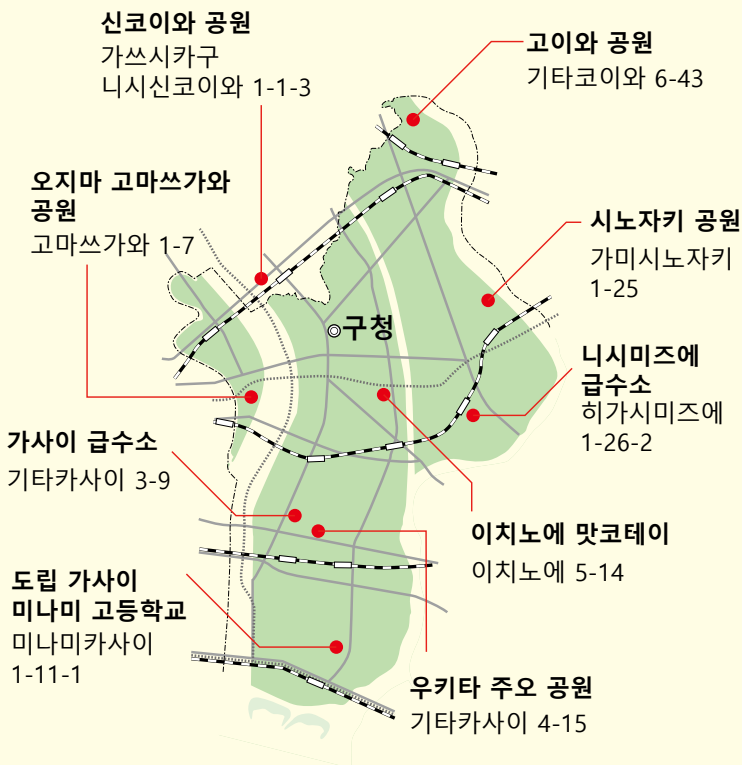 신코이와 공원
가쓰시카구
니시신코이와 1-1-3
고이와 공원
기타코이와 6-43
오지마 고마쓰가와
공원
고마쓰가와 1-7
시노자키 공원
가미시노자키
1-25
구청
니시미즈에
급수소
히가시미즈에
1-26-2
가사이 급수소
기타카사이 3-9
이치노에 맛코테이
이치노에 5-14
도립 가사이
미나미 고등학교
미나미카사이
1-11-1
우키타 주오 공원
기타카사이 4-15